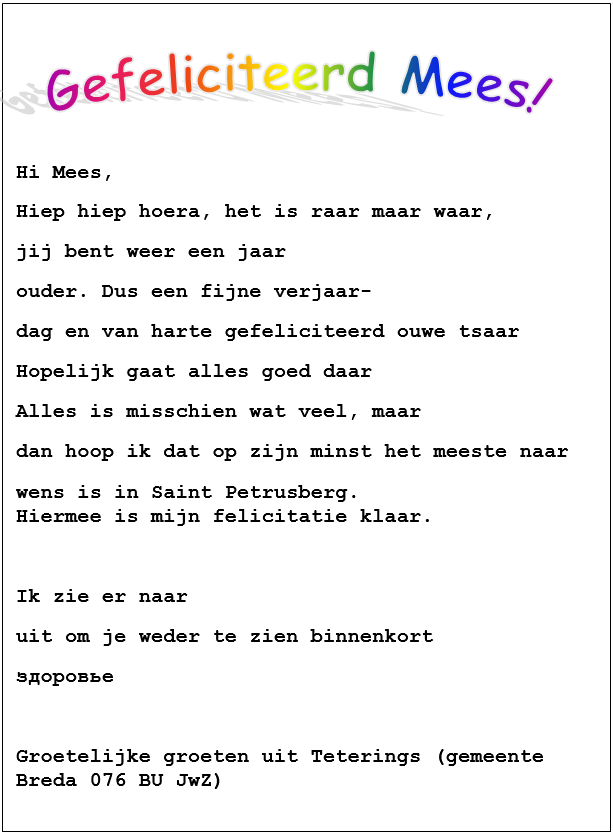 Gefeliciteerd Mees!
Hi Mees,
Hiep hiep hoera, het is raar maar waar,
jij bent weer een jaar
ouder. Dus een fijne verjaar-
dag en van harte gefeliciteerd ouwe tsaar
Hopelijk gaat alles goed daar
Alles is misschien wat veel, maar
dan hoop ik dat op zijn minst het meeste naar
wens is in Saint Petrusberg.
Hiermee is mijn felicitatie klaar.
Ik zie er naar
uit om je weder te zien binnenkort
здоровье
Groetelijke groeten uit Teterings (gemeente
Breda 076 BU JwZ)